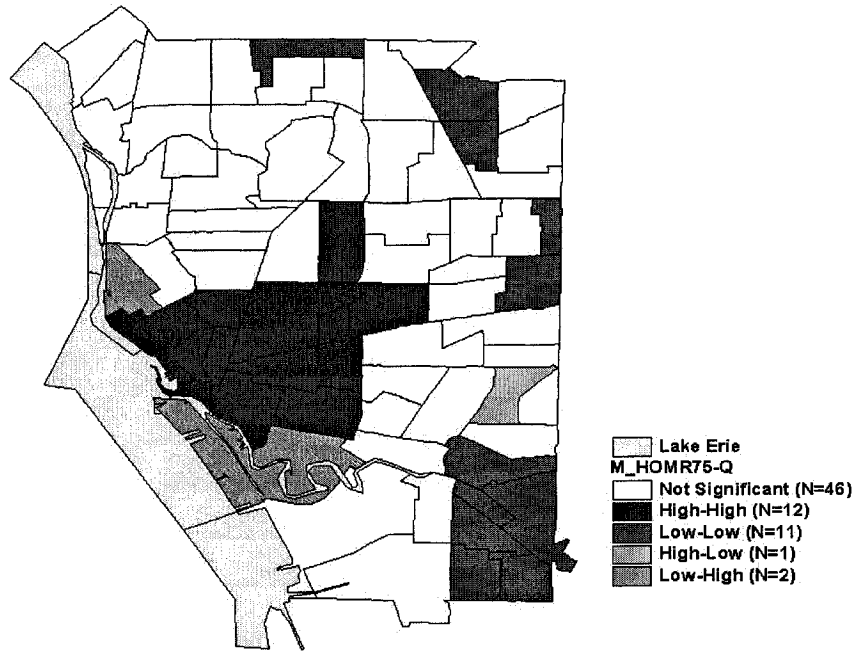 Lake Erie
M_HOMR75-Q
Not Significant (N=46)
High-High (N=12)
Low-Low (N=11)
High-Low (N=1)
Low-High (N=2)